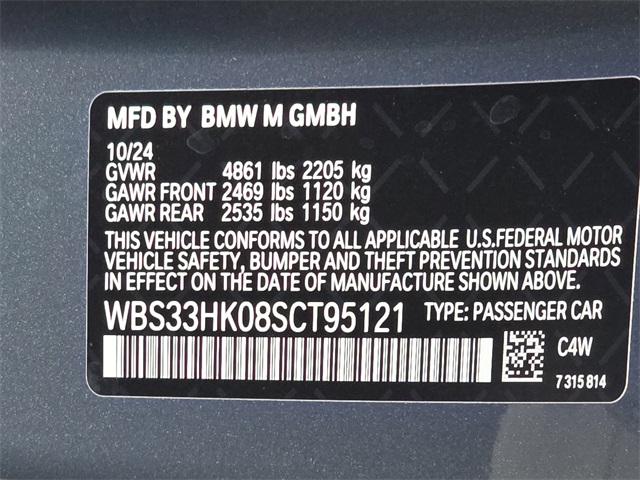 MFD BY BMW M GMBH
10/24
GVWR 4861 lbs 2205 kg
GAWR FRONT 2469 lbs 1120 kg
GAWR REAR 2535 lbs 1150 kg
THIS VEHICLE CONFORMS TO ALL APPLICABLE U.S.FEDERAL MOTOR
VEHICLE SAFETY, BUMPER AND THEFT PREVENTION STANDARDS
IN EFFECT ON THE DATE OF MANUFACTURE SHOWN ABOVE.
WBS33HK08SCT95121 TYPE: PASSENGER CAR
C4W
7315814